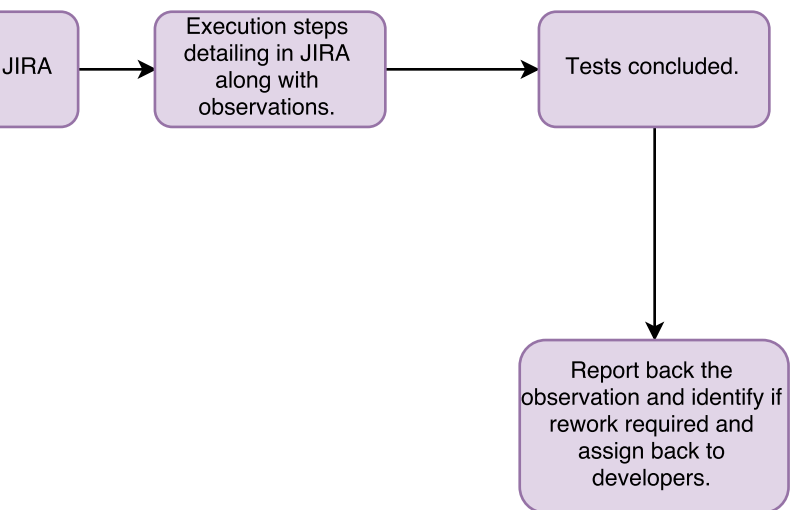 JIRA
Execution steps
detailing in JIRA
along with
observations.
Tests concluded.
Report back the
observation and identify if
rework required and
assign back to
developers.